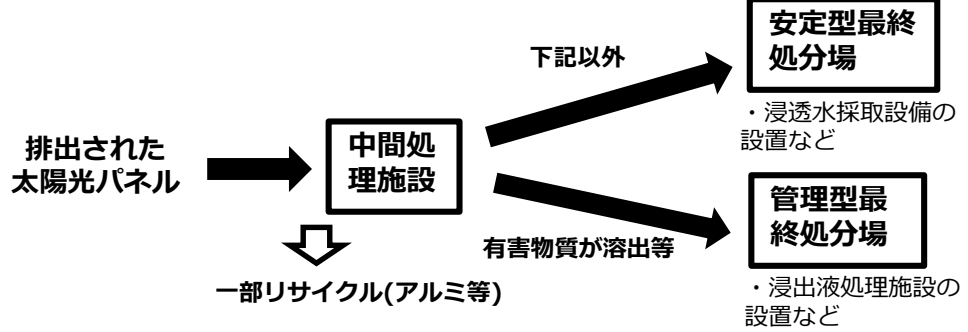 排出された
太陽光パネル
中間処
理施設
一部リサイクル(アルミ等)
下記以外
安定型最終
処分場
・浸透水採取設備の
設置など
有害物質が溶出等
管理型最
終処分場
・浸出液処理施設の
設置など